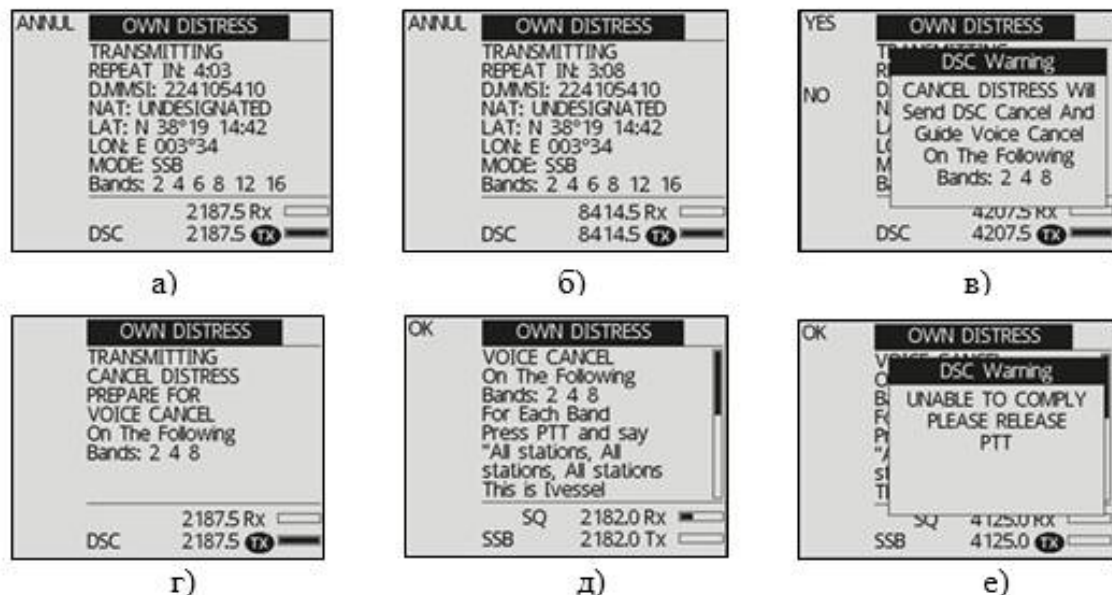 ANNUL
OWN DISTRESS
TRANSMITTING
REPEAT IN: 4:03
D.MMSI: 224105410
NAT: UNDESIGNATED
LAT: N 38°19 14:42
LON: E 003°34
MODE: SSB
Bands: 2 4 6 8 12 16
2187.5 Rx
DSC 2187.5 TX
а)
ANNUL
OWN DISTRESS
TRANSMITTING
REPEAT IN: 3:08
D.MMSI: 224105410
NAT: UNDESIGNATED
LAT: N 38°19 14:42
LON: E 003°34
MODE: SSB
Bands: 2 4 6 8 12 16
8414.5 Rx
DSC 8414.5 TX
б)
YES
OWN DISTRESS
DSC Warning
NO
CANCEL DISTRESS Will
Send DSC Cancel And
Guide Voice Cancel
On The Following
Bands: 2 4 8
4207.5 Rx
DSC 4207.5 TX
в)
OWN DISTRESS
TRANSMITTING
CANCEL DISTRESS
PREPARE FOR
VOICE CANCEL
On The Following
Bands: 2 4 8
2187.5 Rx
DSC 2187.5 TX
г)
OK
OWN DISTRESS
VOICE CANCEL
On The Following
Bands: 2 4 8
For Each Band
Press PTT and say
"All stations, All
stations, All stations
This is [vessel
SQ 2182.0 Rx
SSB 2182.0 Tx
д)
OK
OWN DISTRESS
DSC Warning
UNABLE TO COMPLY
PLEASE RELEASE
PTT
SQ 4125.0 Rx
SSB 4125.0 TX
е)